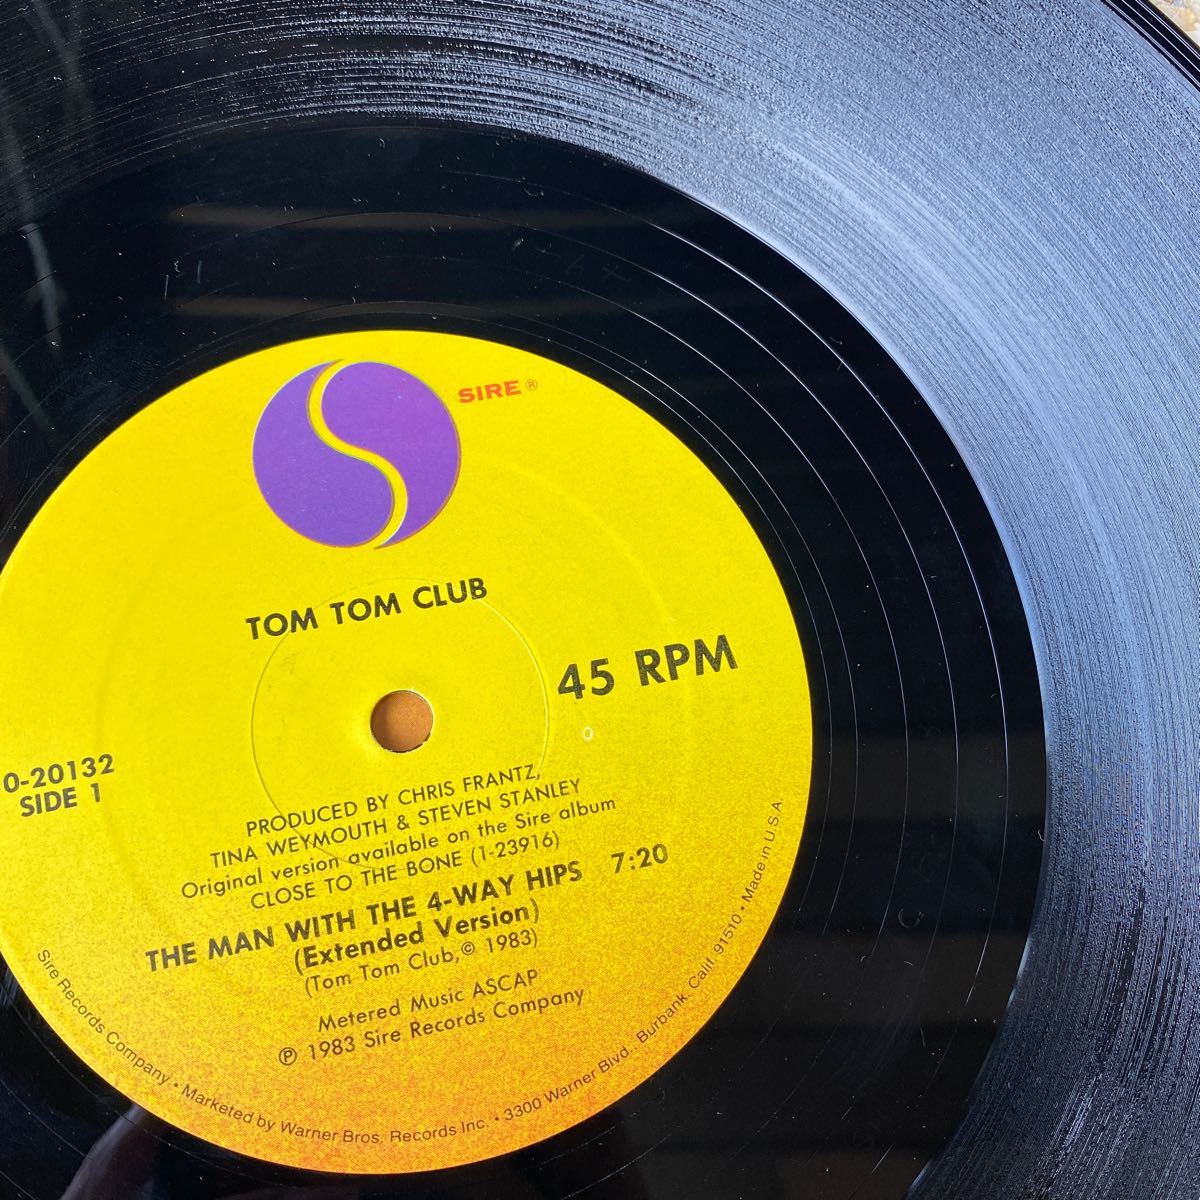 SIRE®
TOM TOM CLUB
45 RPM
0-20132
SIDE 1
PRODUCED BY CHRIS FRANTZ,
TINA WEYMOUTH & STEVEN STANLEY
Original version available on the Sire album
CLOSE TO THE BONE (1-23916)
THE MAN WITH THE 4-WAY HIPS 7:20
(Extended Version)
(Tom Tom Club,© 1983)
Metered Music ASCAP
℗ 1983 Sire Records Company
Sire Records Company • Marketed by Warner Bros. Records Inc. • 3300 Warner Blvd., Burbank, Calif. 91510 • Made in U.S.A.